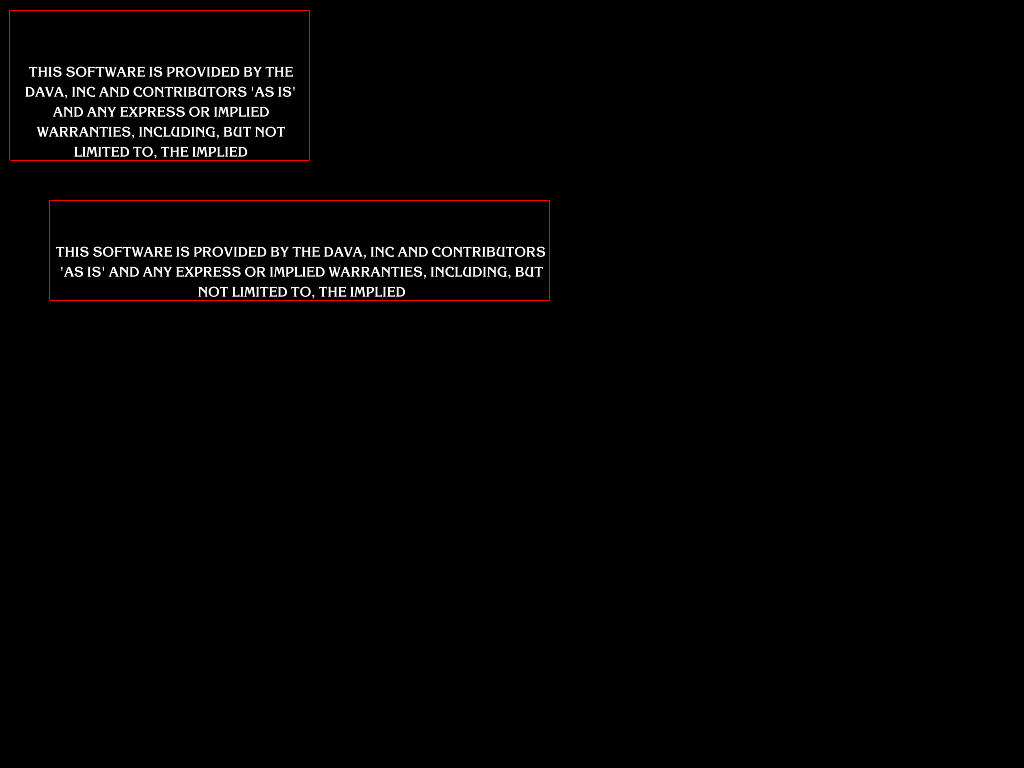 THIS SOFTWARE IS PROVIDED BY THE
DAVA, INC AND CONTRIBUTORS 'AS IS'
AND ANY EXPRESS OR IMPLIED
WARRANTIES, INCLUDING, BUT NOT
LIMITED TO, THE IMPLIED
THIS SOFTWARE IS PROVIDED BY THE DAVA, INC AND CONTRIBUTORS
'AS IS' AND ANY EXPRESS OR IMPLIED WARRANTIES, INCLUDING, BUT
NOT LIMITED TO, THE IMPLIED